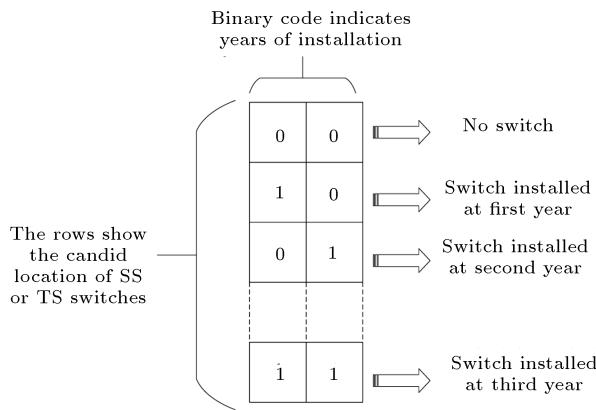 Binary code indicates
years of installation
0 0
No switch
1 0
Switch installed
at first year
0 1
Switch installed
at second year
The rows show
the candid
location of SS
or TS switches
1 1
Switch installed
at third year